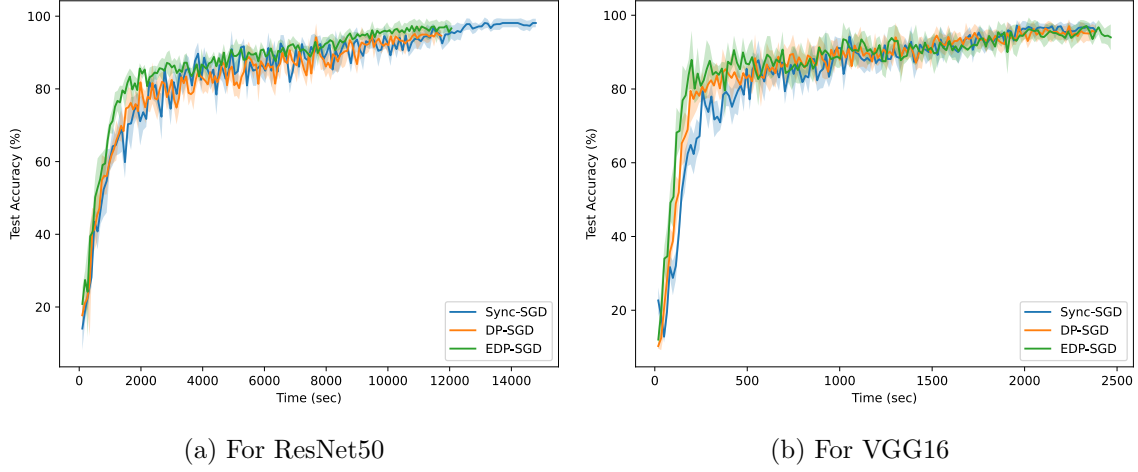 100
80
60
40
20
Test Accuracy (%)
0
2000
4000
6000
8000
10000
12000
14000
Time (sec)
Sync-SGD
DP-SGD
EDP-SGD
(a) For ResNet50
100
80
60
40
20
Test Accuracy (%)
0
500
1000
1500
2000
2500
Time (sec)
Sync-SGD
DP-SGD
EDP-SGD
(b) For VGG16